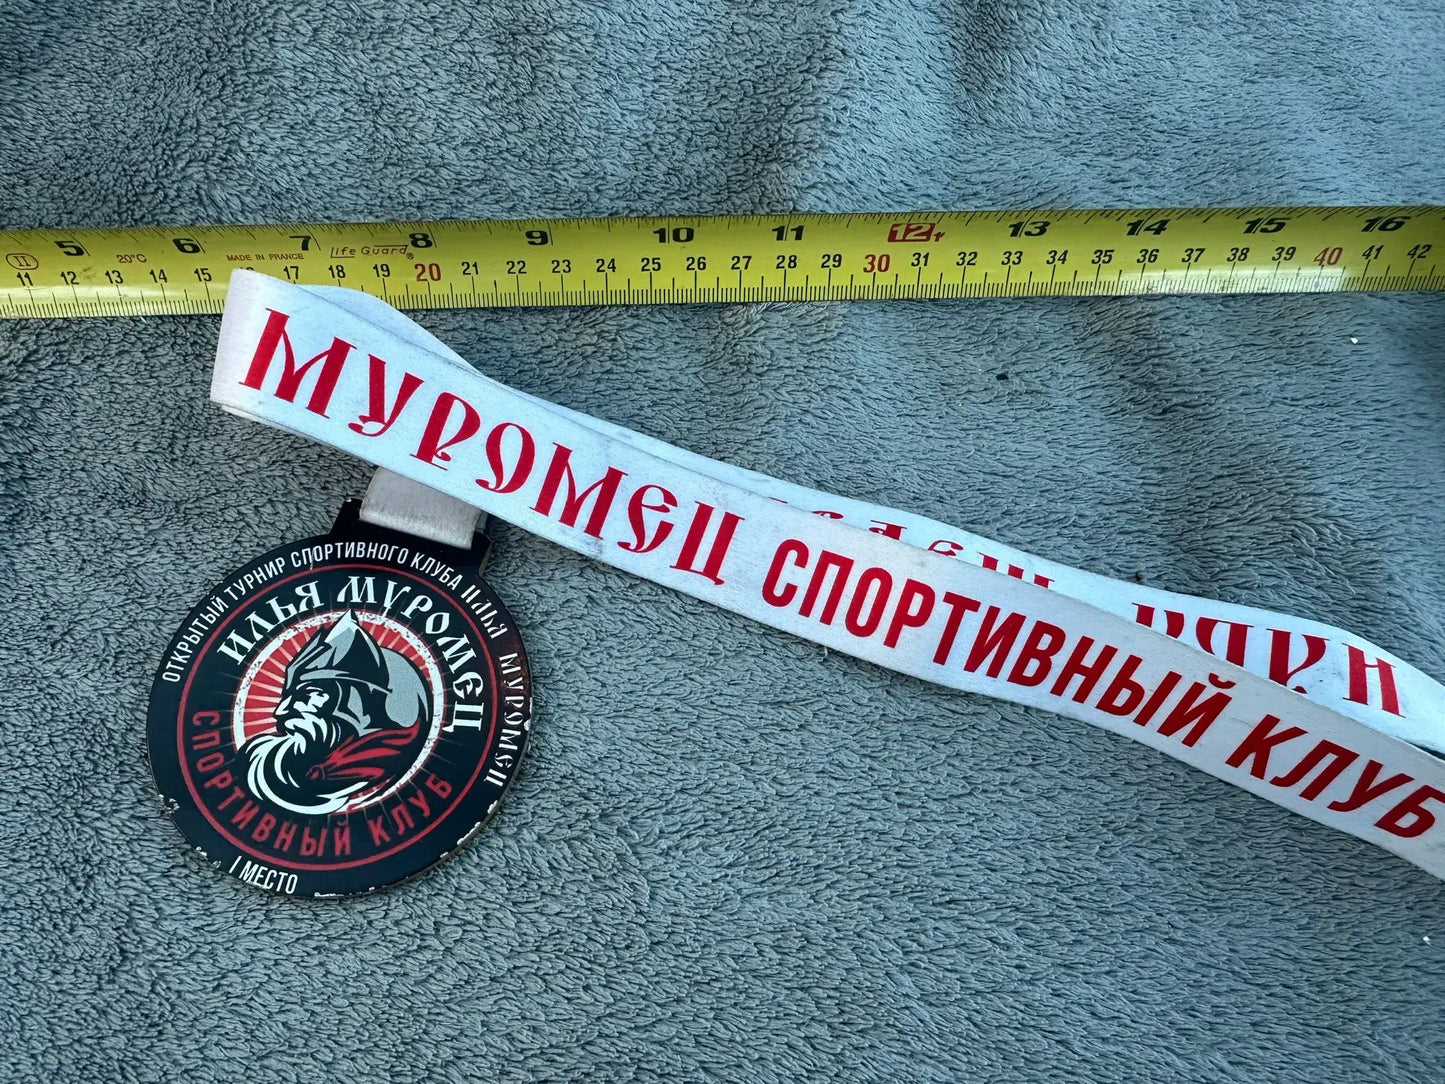 5 6 7 8 9 10 11 12F 13 14 15 16
II 20°C MADE IN FRANCE life Guard®
11 12 13 14 15 17 18 19 20 21 22 23 24 25 26 27 28 29 30 31 32 33 34 35 36 37 38 39 40 41 42
МУРОМЕЦ СПОРТИВНЫЙ КЛУБ
ОТКРЫТЫЙ ТУРНИР СПОРТИВНОГО КЛУБА ИЛЬЯ МУРОМЕЦ
ИЛЬЯ МУРОМЕЦ
СПОРТИВНЫЙ КЛУБ
I МЕСТО